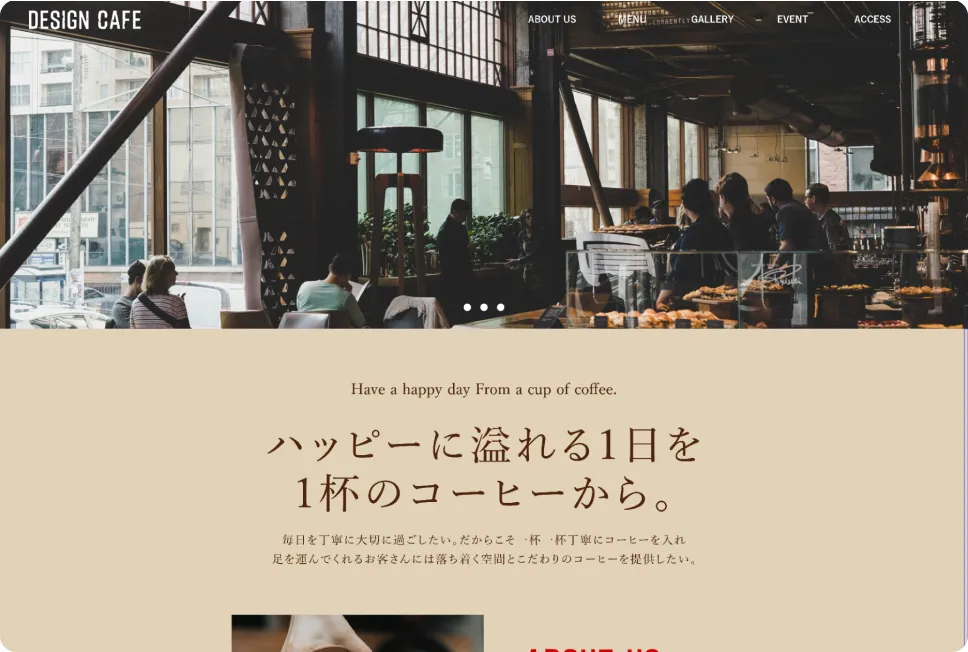 DESIGN CAFE
ABOUT US
MENU
GALLERY
EVENT
ACCESS
Have a happy day From a cup of coffee.
ハッピーに溢れる1日を
1杯のコーヒーから。
毎日を丁寧に大切に過ごしたい。だからこそ一杯一杯丁寧にコーヒーを入れ
足を運んでくれるお客さんには落ち着く空間とこだわりのコーヒーを提供したい。
ABOUT US